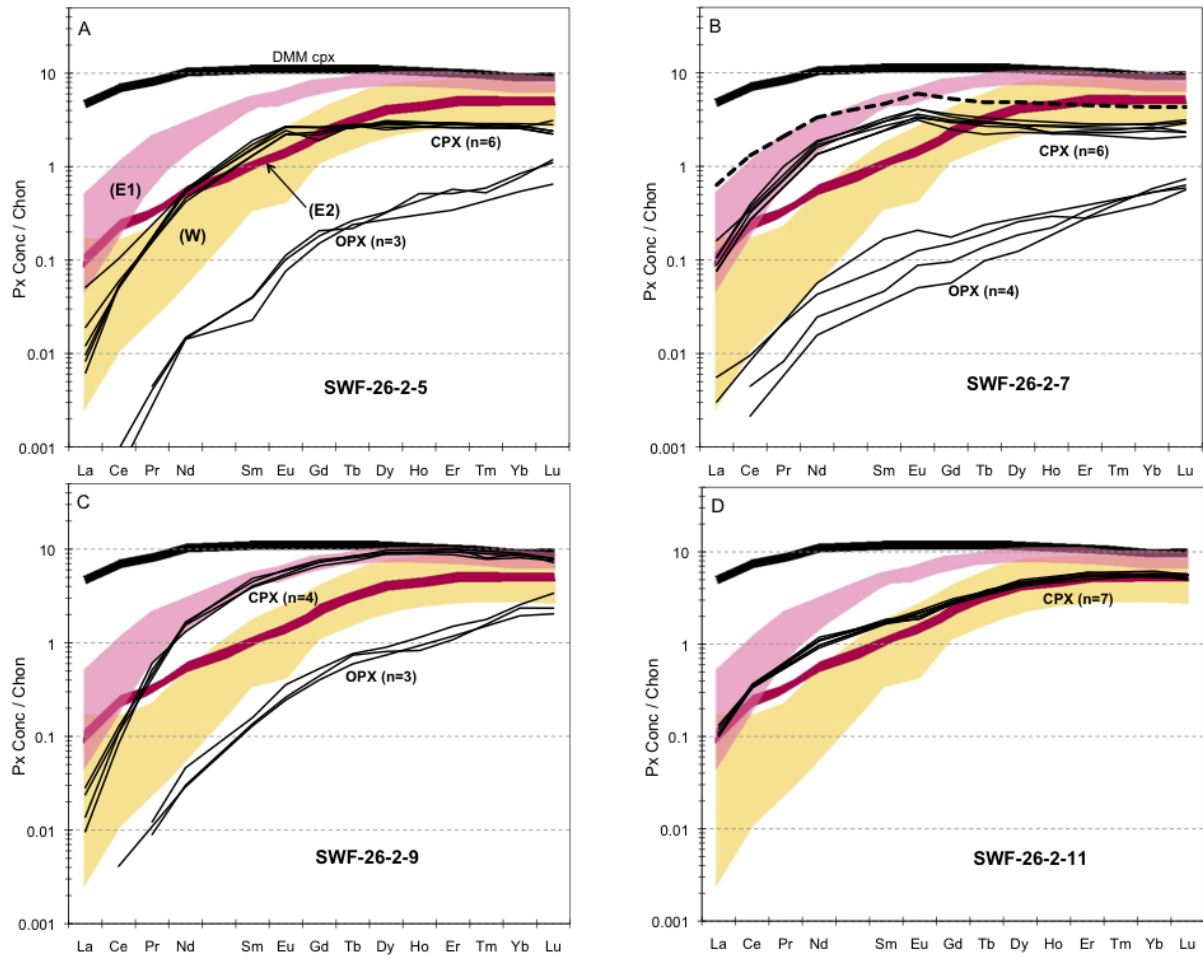 A
DMM cpx
10
1
0.1
0.01
0.001
Px Conc / Chon
(E1)
(W)
(E2)
CPX (n=6)
OPX (n=3)
SWF-26-2-5
La Ce Pr Nd Sm Eu Gd Tb Dy Ho Er Tm Yb Lu
B
10
1
0.1
0.01
0.001
Px Conc / Chon
CPX (n=6)
OPX (n=4)
SWF-26-2-7
La Ce Pr Nd Sm Eu Gd Tb Dy Ho Er Tm Yb Lu
C
10
1
0.1
0.01
0.001
Px Conc / Chon
CPX (n=4)
OPX (n=3)
SWF-26-2-9
La Ce Pr Nd Sm Eu Gd Tb Dy Ho Er Tm Yb Lu
D
10
1
0.1
0.01
0.001
Px Conc / Chon
CPX (n=7)
SWF-26-2-11
La Ce Pr Nd Sm Eu Gd Tb Dy Ho Er Tm Yb Lu